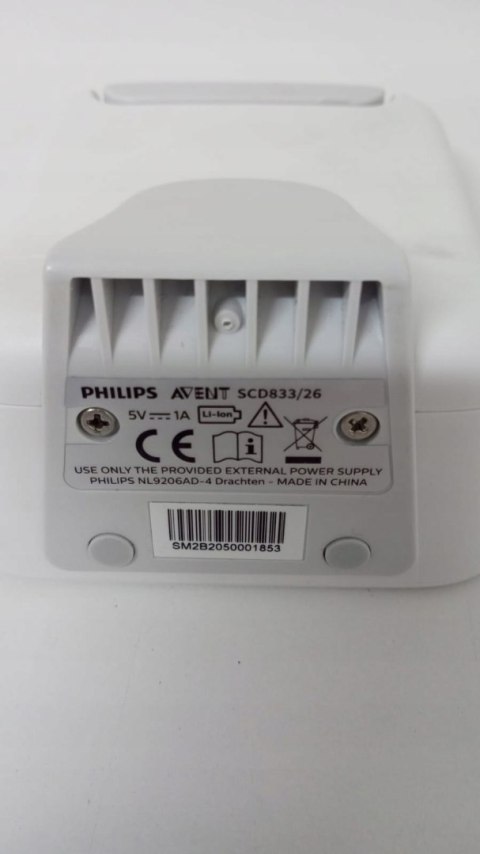 PHILIPS AVENT SCD833/26
5V ⎓ 1A Li-Ion
CE i
USE ONLY THE PROVIDED EXTERNAL POWER SUPPLY
PHILIPS NL9206AD-4 Drachten - MADE IN CHINA
SM2B2050001853